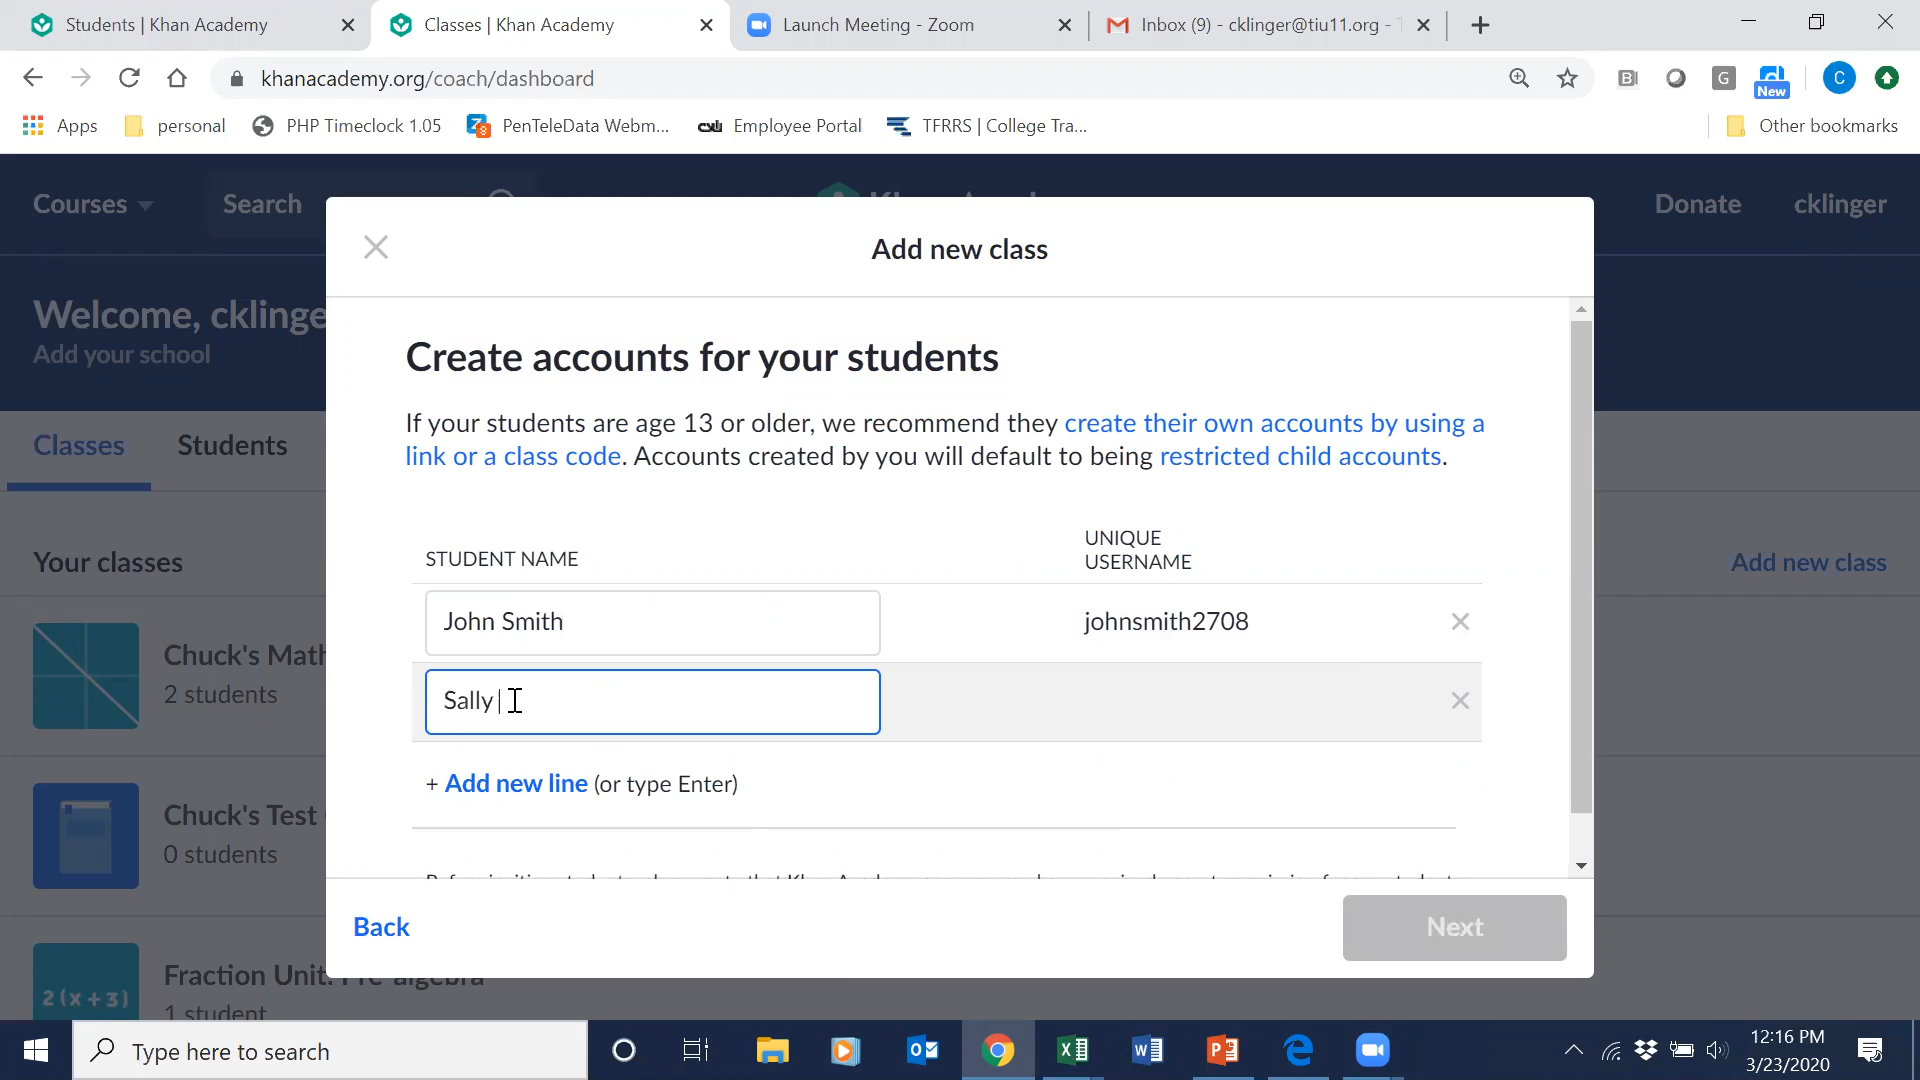 Students | Khan Academy
Classes | Khan Academy
Launch Meeting - Zoom
Inbox (9) - cklinger@tiu11.org -
khanacademy.org/coach/dashboard
New
C
G
Apps
personal
PHP Timeclock 1.05
PenTeleData Webm...
Employee Portal
TFRRS | College Tra...
Other bookmarks
Courses
Search
Donate
cklinger
Add new class
Welcome, cklinge
Add your school
Create accounts for your students
If your students are age 13 or older, we recommend they create their own accounts by using a
link or a class code. Accounts created by you will default to being restricted child accounts.
Classes
Students
STUDENT NAME
UNIQUE
USERNAME
Your classes
Add new class
John Smith
johnsmith2708
Chuck's Math
2 students
Sally
+ Add new line (or type Enter)
Chuck's Test
0 students
Back
Next
Fraction Unit: Pre-algebra
1 student
2(x+3)
Type here to search
12:16 PM
3/23/2020